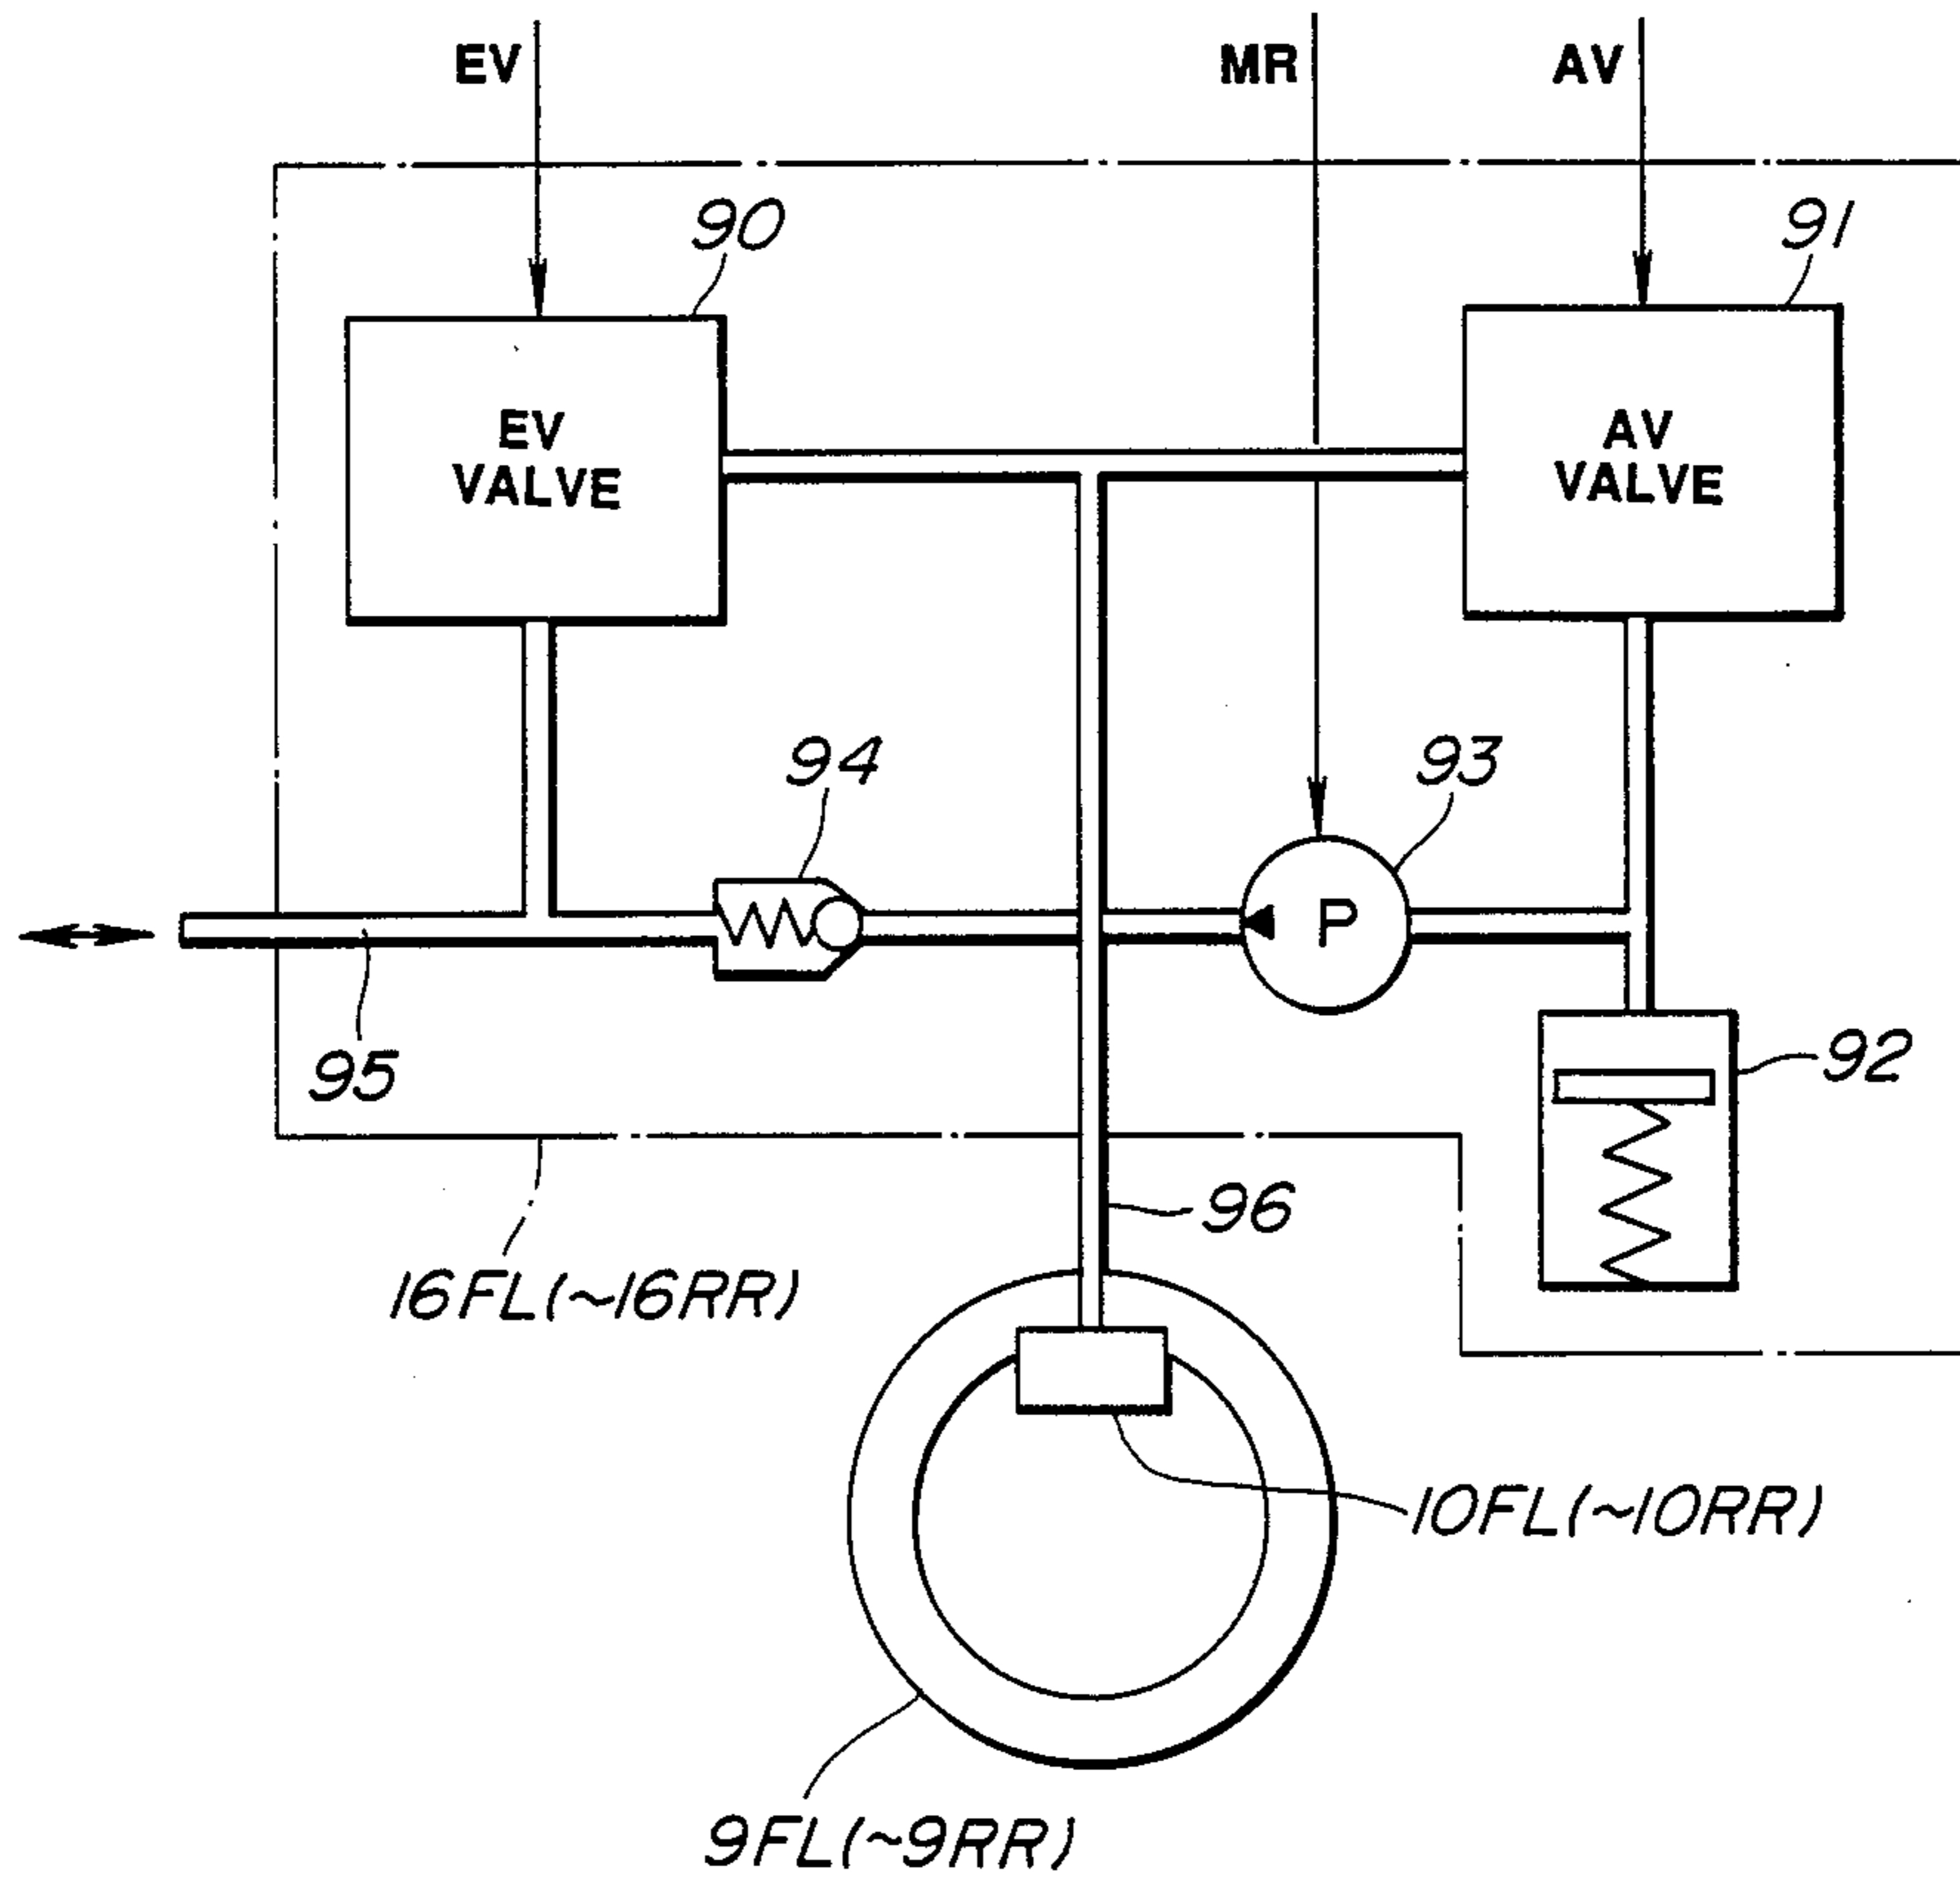 EV
MR
AV
90
91
EV
VALVE
AV
VALVE
94
93
P
95
92
96
16FL(~16RR)
10FL(~10RR)
9FL(~9RR)